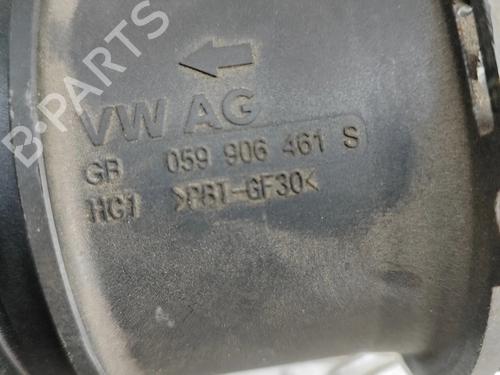 B-PARTS
VW AG
GB 059 906 461 S
HG1 >PBT-GF30<